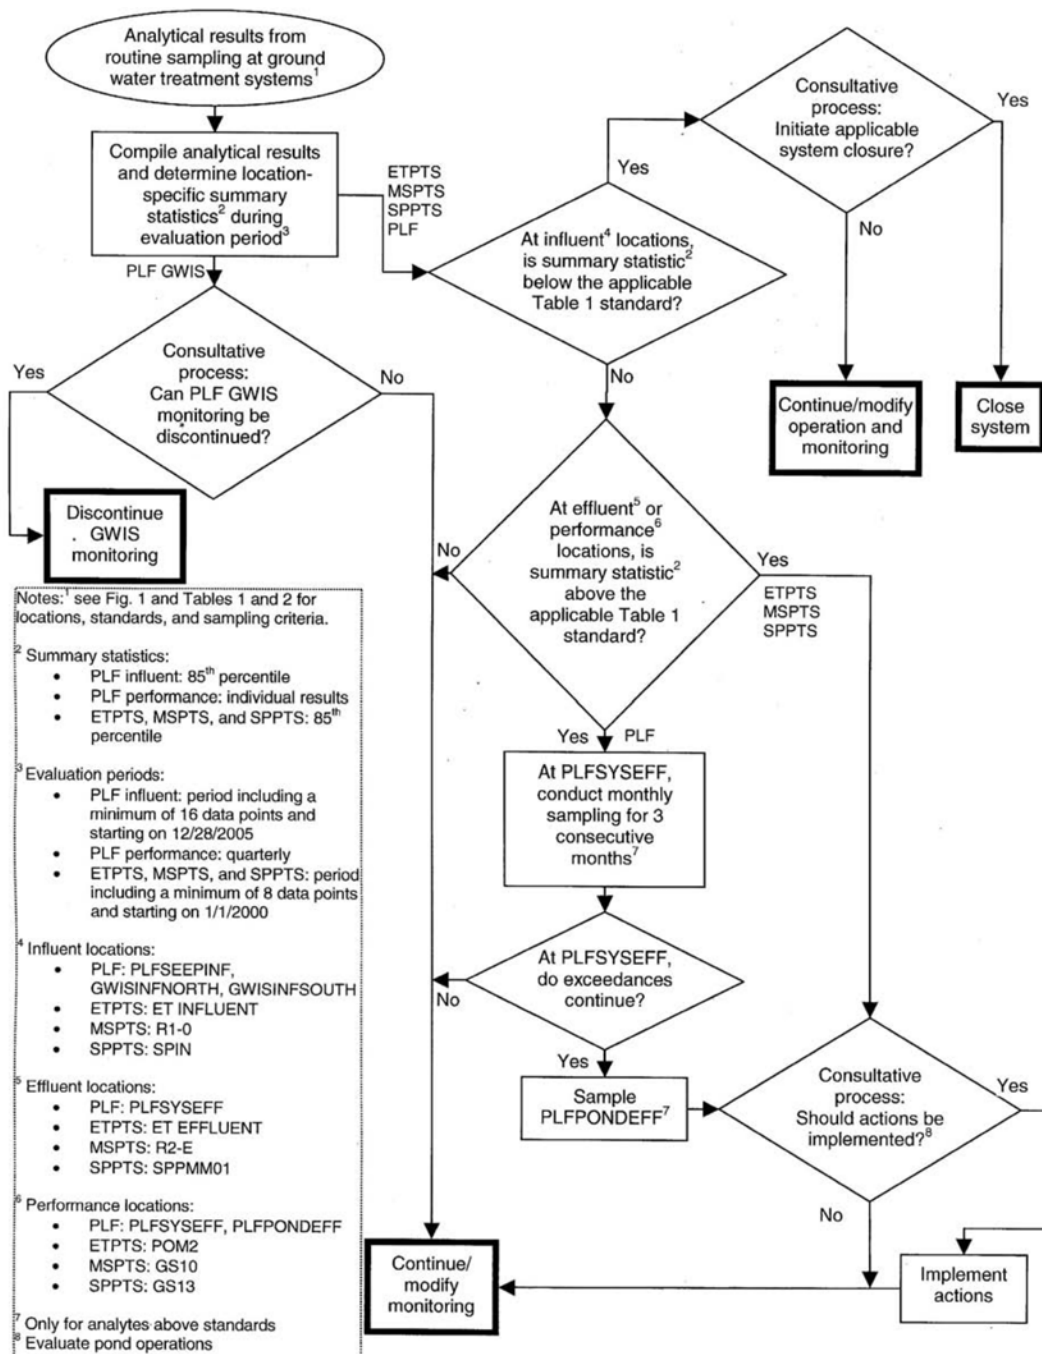 Analytical results from
routine sampling at ground
water treatment systems¹
Compile analytical results
and determine location-
specific summary
statistics² during
evaluation period³
ETPTS
MSPTS
SPPTS
PLF
PLF GWIS
At influent⁴ locations,
is summary statistic²
below the applicable
Table 1 standard?
Yes
No
Consultative
process:
Initiate applicable
system closure?
Yes
No
Continue/modify
operation and
monitoring
Close
system
Consultative
process:
Can PLF GWIS
monitoring be
discontinued?
Yes
No
Discontinue
GWIS
monitoring
At effluent⁵ or
performance⁶
locations, is
summary statistic²
above the
applicable Table 1
standard?
No
Yes
ETPTS
MSPTS
SPPTS
Yes
PLF
At PLFSYSEFF,
conduct monthly
sampling for 3
consecutive
months⁷
At PLFSYSEFF,
do exceedances
continue?
No
Yes
Sample
PLFPONDEFF⁷
Consultative
process:
Should actions be
implemented?⁸
Yes
No
Implement
actions
Continue/
modify
monitoring
Notes:¹ see Fig. 1 and Tables 1 and 2 for
locations, standards, and sampling criteria.
² Summary statistics:
• PLF influent: 85th percentile
• PLF performance: individual results
• ETPTS, MSPTS, and SPPTS: 85th
percentile
³ Evaluation periods:
• PLF influent: period including a
minimum of 16 data points and
starting on 12/28/2005
• PLF performance: quarterly
• ETPTS, MSPTS, and SPPTS: period
including a minimum of 8 data points
and starting on 1/1/2000
⁴ Influent locations:
• PLF: PLFSEEPINF,
GWISINFNORTH, GWISINFSOUTH
• ETPTS: ET INFLUENT
• MSPTS: R1-0
• SPPTS: SPIN
⁵ Effluent locations:
• PLF: PLFSYSEFF
• ETPTS: ET EFFLUENT
• MSPTS: R2-E
• SPPTS: SPPMM01
⁶ Performance locations:
• PLF: PLFSYSEFF, PLFPONDEFF
• ETPTS: POM2
• MSPTS: GS10
• SPPTS: GS13
⁷ Only for analytes above standards
⁸ Evaluate pond operations